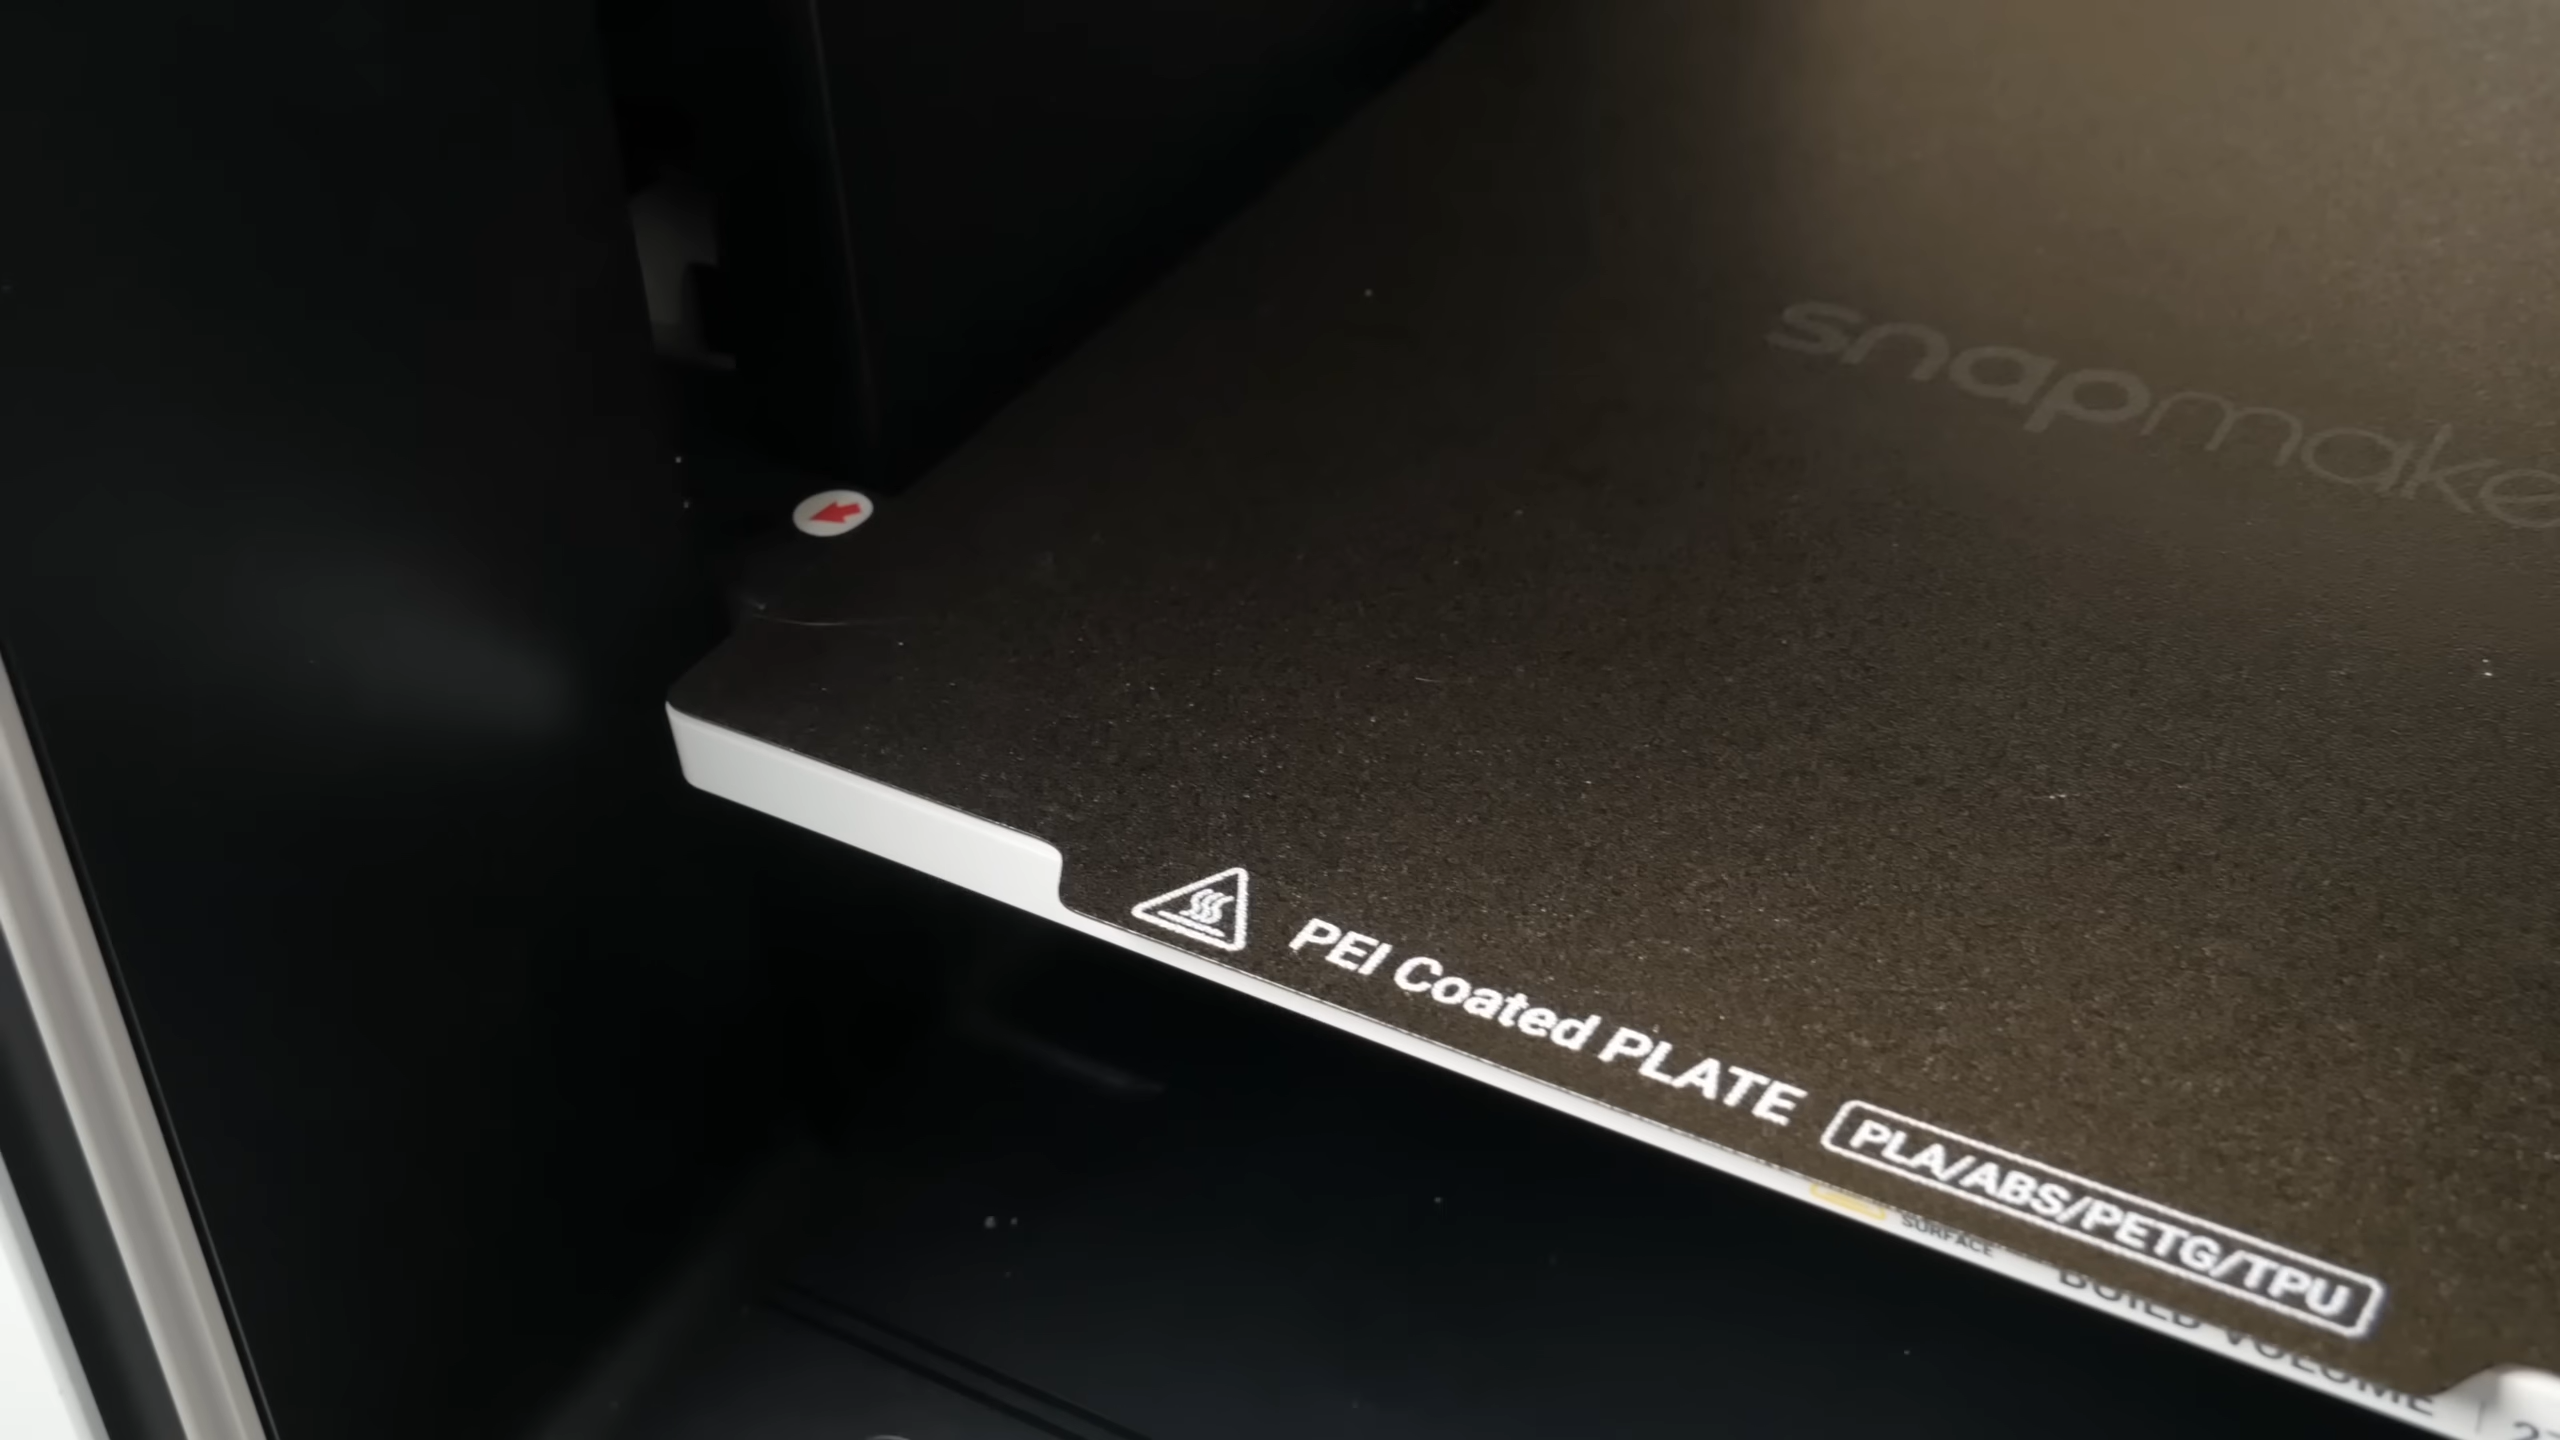 snapmake
PEI Coated PLATE PLA/ABS/PETG/TPU
SURFACE
BUILD VOLUME